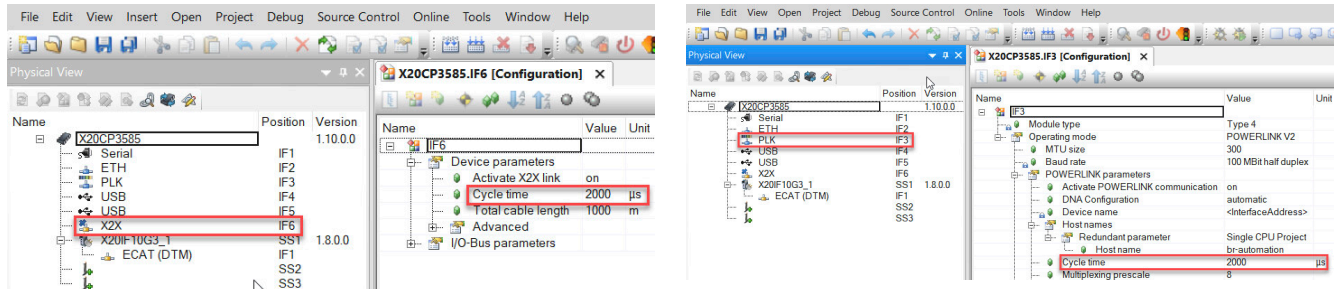 File Edit View Insert Open Project Debug Source Control Online Tools Window Help
Physical View
Name Position Version
X20CP3585 1.10.0.0
Serial IF1
ETH IF2
PLK IF3
USB IF4
USB IF5
X2X IF6
X20IF10G3_1 SS1 1.8.0.0
ECAT (DTM) IF1
SS2
SS3
X20CP3585.IF6 [Configuration]
Name Value Unit
IF6
Device parameters
Activate X2X link on
Cycle time 2000 µs
Total cable length 1000 m
Advanced
I/O-Bus parameters
File Edit View Open Project Debug Source Control Online Tools Window Help
Physical View
Name Position Version
X20CP3585 1.10.0.0
Serial IF1
ETH IF2
PLK IF3
USB IF4
USB IF5
X2X IF6
X20IF10G3_1 SS1 1.8.0.0
ECAT (DTM) IF1
SS2
SS3
X20CP3585.IF3 [Configuration]
Name Value Unit
IF3
Module type Type 4
Operating mode POWERLINK V2
MTU size 300
Baud rate 100 MBit half duplex
POWERLINK parameters
Activate POWERLINK communication on
DNA Configuration automatic
Device name <InterfaceAddress>
Host names
Redundant parameter Single CPU Project
Host name br-automation
Cycle time 2000 µs
Multiplexing prescale 8